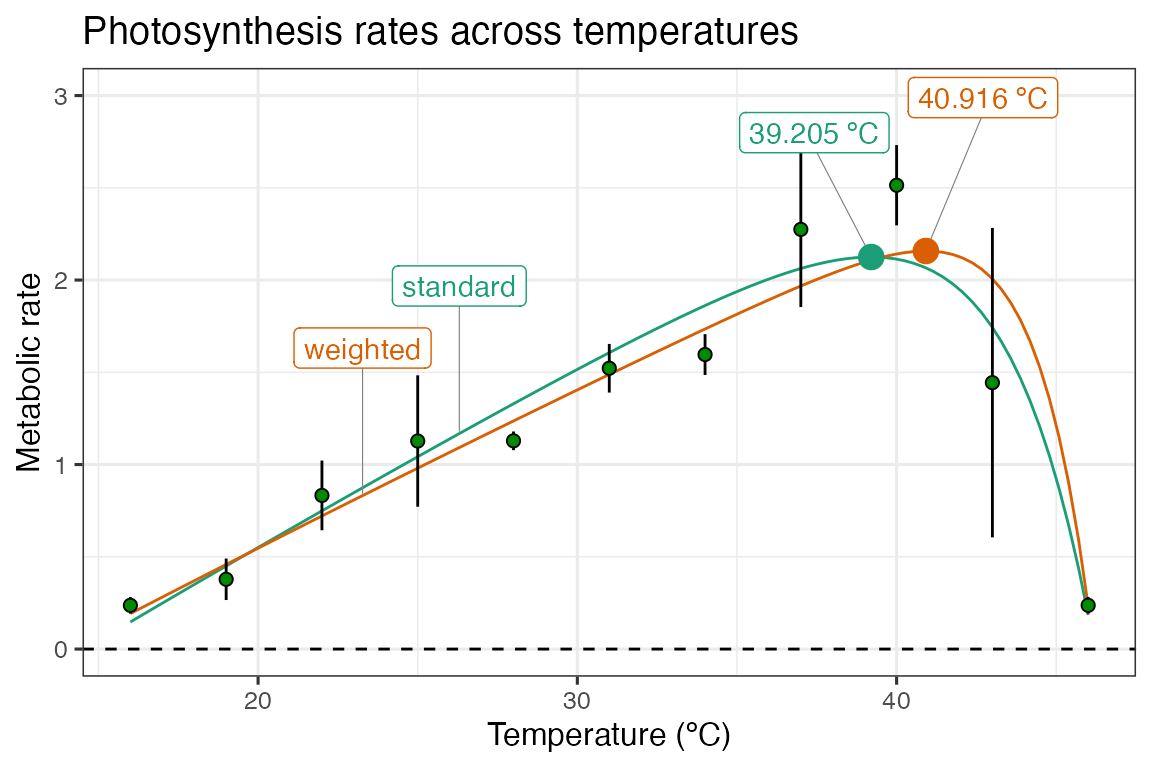 Photosynthesis rates across temperatures
3
40.916 °C
39.205 °C
2
standard
weighted
Metabolic rate
1
0
20
30
40
Temperature (°C)